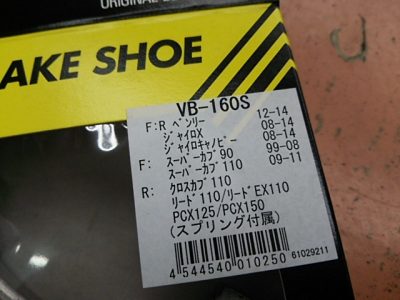 ORIGINAL
AKE SHOE
VB-160S
F:R ベンリー 12-14
ジャイロX 08-14
ジャイロキャノピー 08-14
F: スーパーカブ90 99-08
スーパーカブ110 09-11
R: クロスカブ110
リード110/リードEX110
PCX125/PCX150
(スプリング付属)
61029211
4544540010250